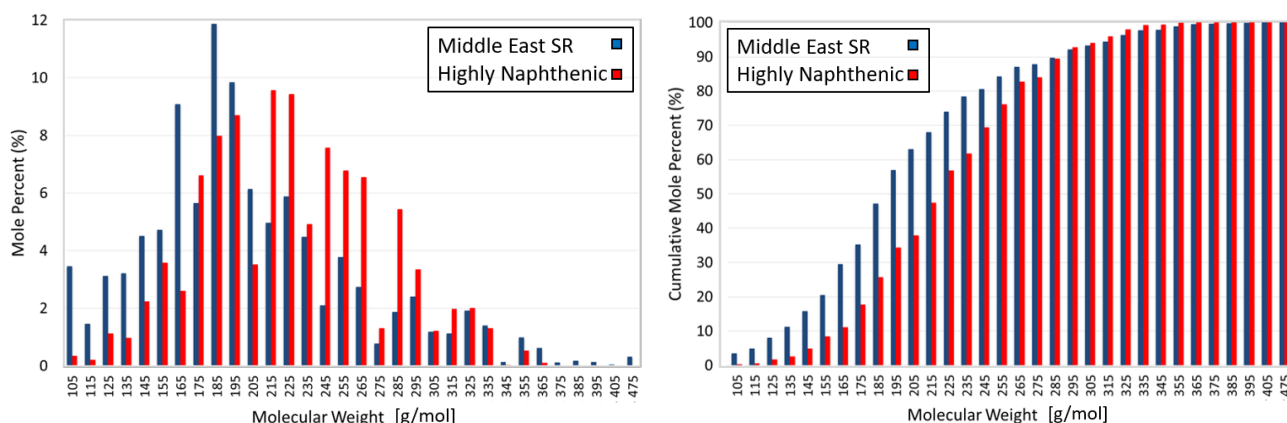 12
10
8
6
4
2
0
Mole Percent (%)
Middle East SR
Highly Naphthenic
105 115 125 135 145 155 165 175 185 195 205 215 225 235 245 255 265 275 285 295 305 315 325 335 345 355 365 375 385 395 405 475
Molecular Weight [g/mol]
100
90
80
70
60
50
40
30
20
10
0
Cumulative Mole Percent (%)
Middle East SR
Highly Naphthenic
105 115 125 135 145 155 165 175 185 195 205 215 225 235 245 255 265 275 285 295 305 315 325 335 345 355 365 375 385 395 405 475
Molecular Weight [g/mol]